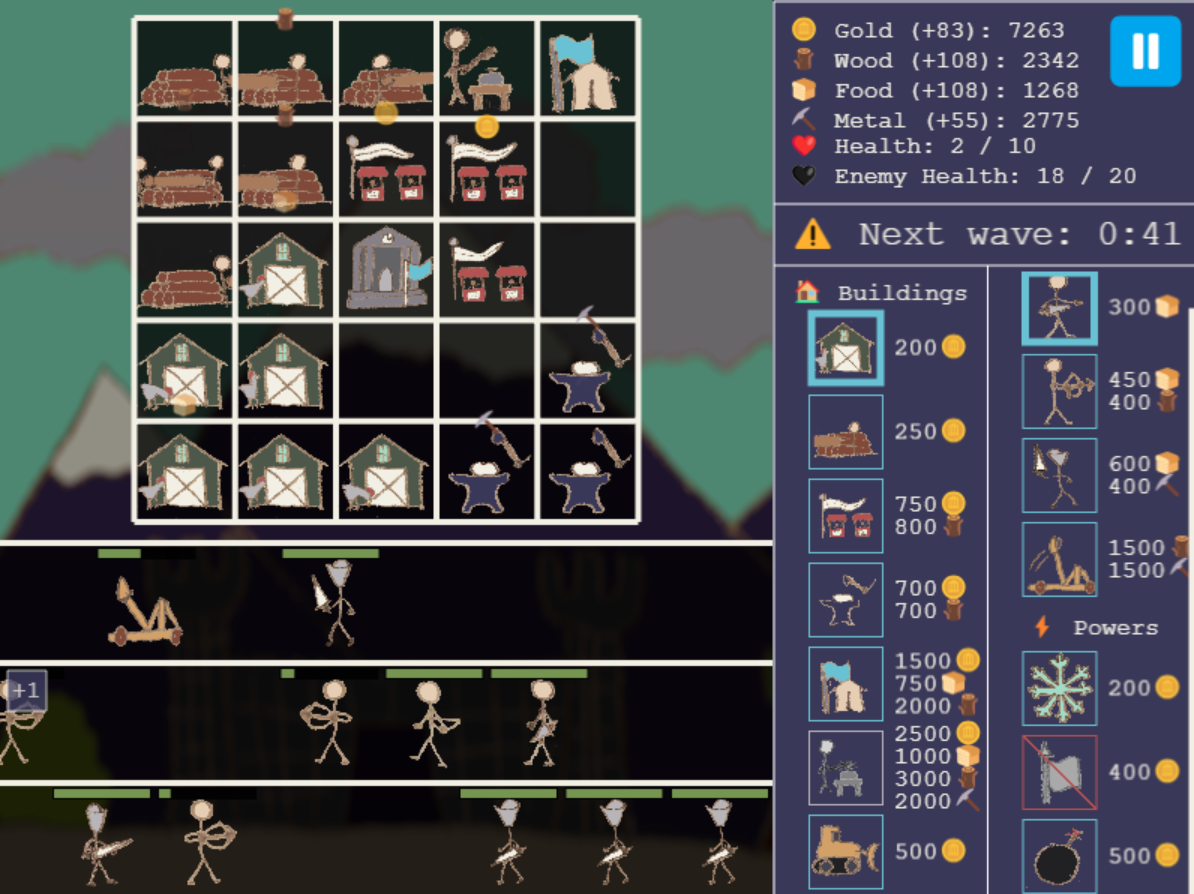 Gold (+83): 7263
Wood (+108): 2342
Food (+108): 1268
Metal (+55): 2775
Health: 2 / 10
Enemy Health: 18 / 20
Next wave: 0:41
Buildings
200
250
750
800
700
700
1500
750
2000
2500
1000
3000
2000
500
300
450
400
600
400
1500
1500
Powers
200
400
500
+1